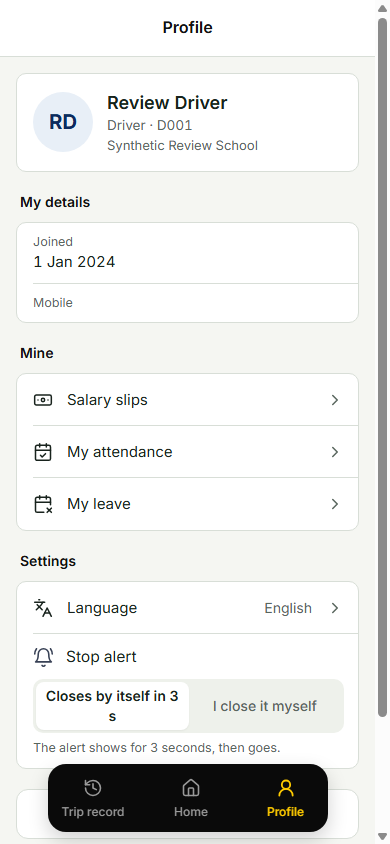 Profile
RD
Review Driver
Driver · D001
Synthetic Review School
My details
Joined
1 Jan 2024
Mobile
Mine
Salary slips
My attendance
My leave
Settings
Language English
Stop alert
Closes by itself in 3
s
I close it myself
The alert shows for 3 seconds, then goes.
Trip record Home Profile